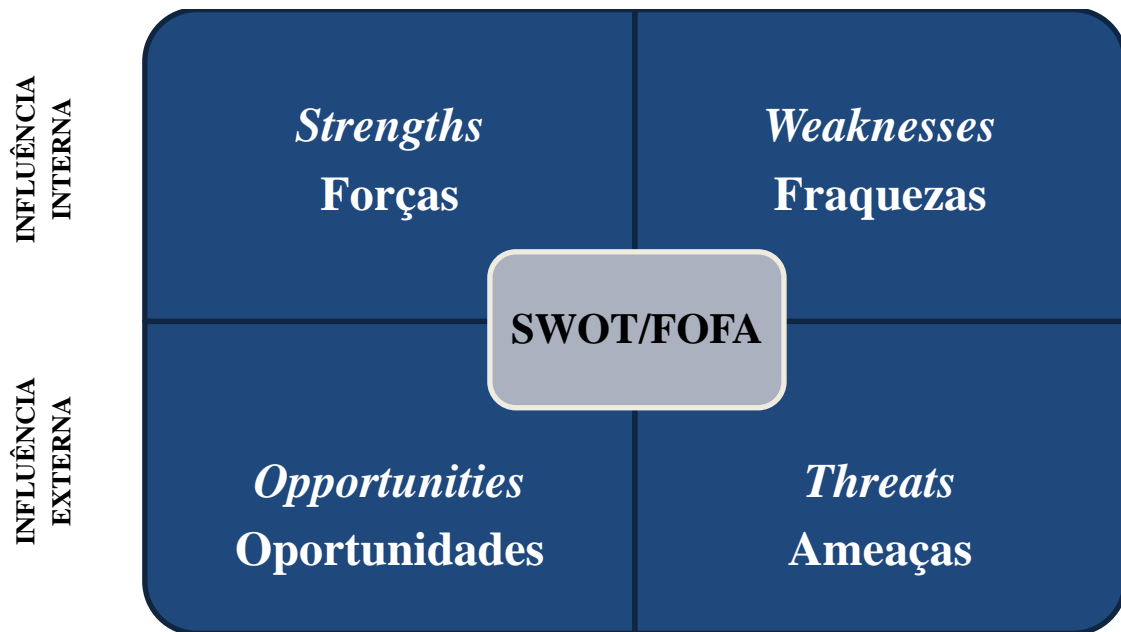 INFLUÊNCIA
INTERNA
Strengths
Forças
Weaknesses
Fraquezas
SWOT/FOFA
INFLUÊNCIA
EXTERNA
Opportunities
Oportunidades
Threats
Ameaças